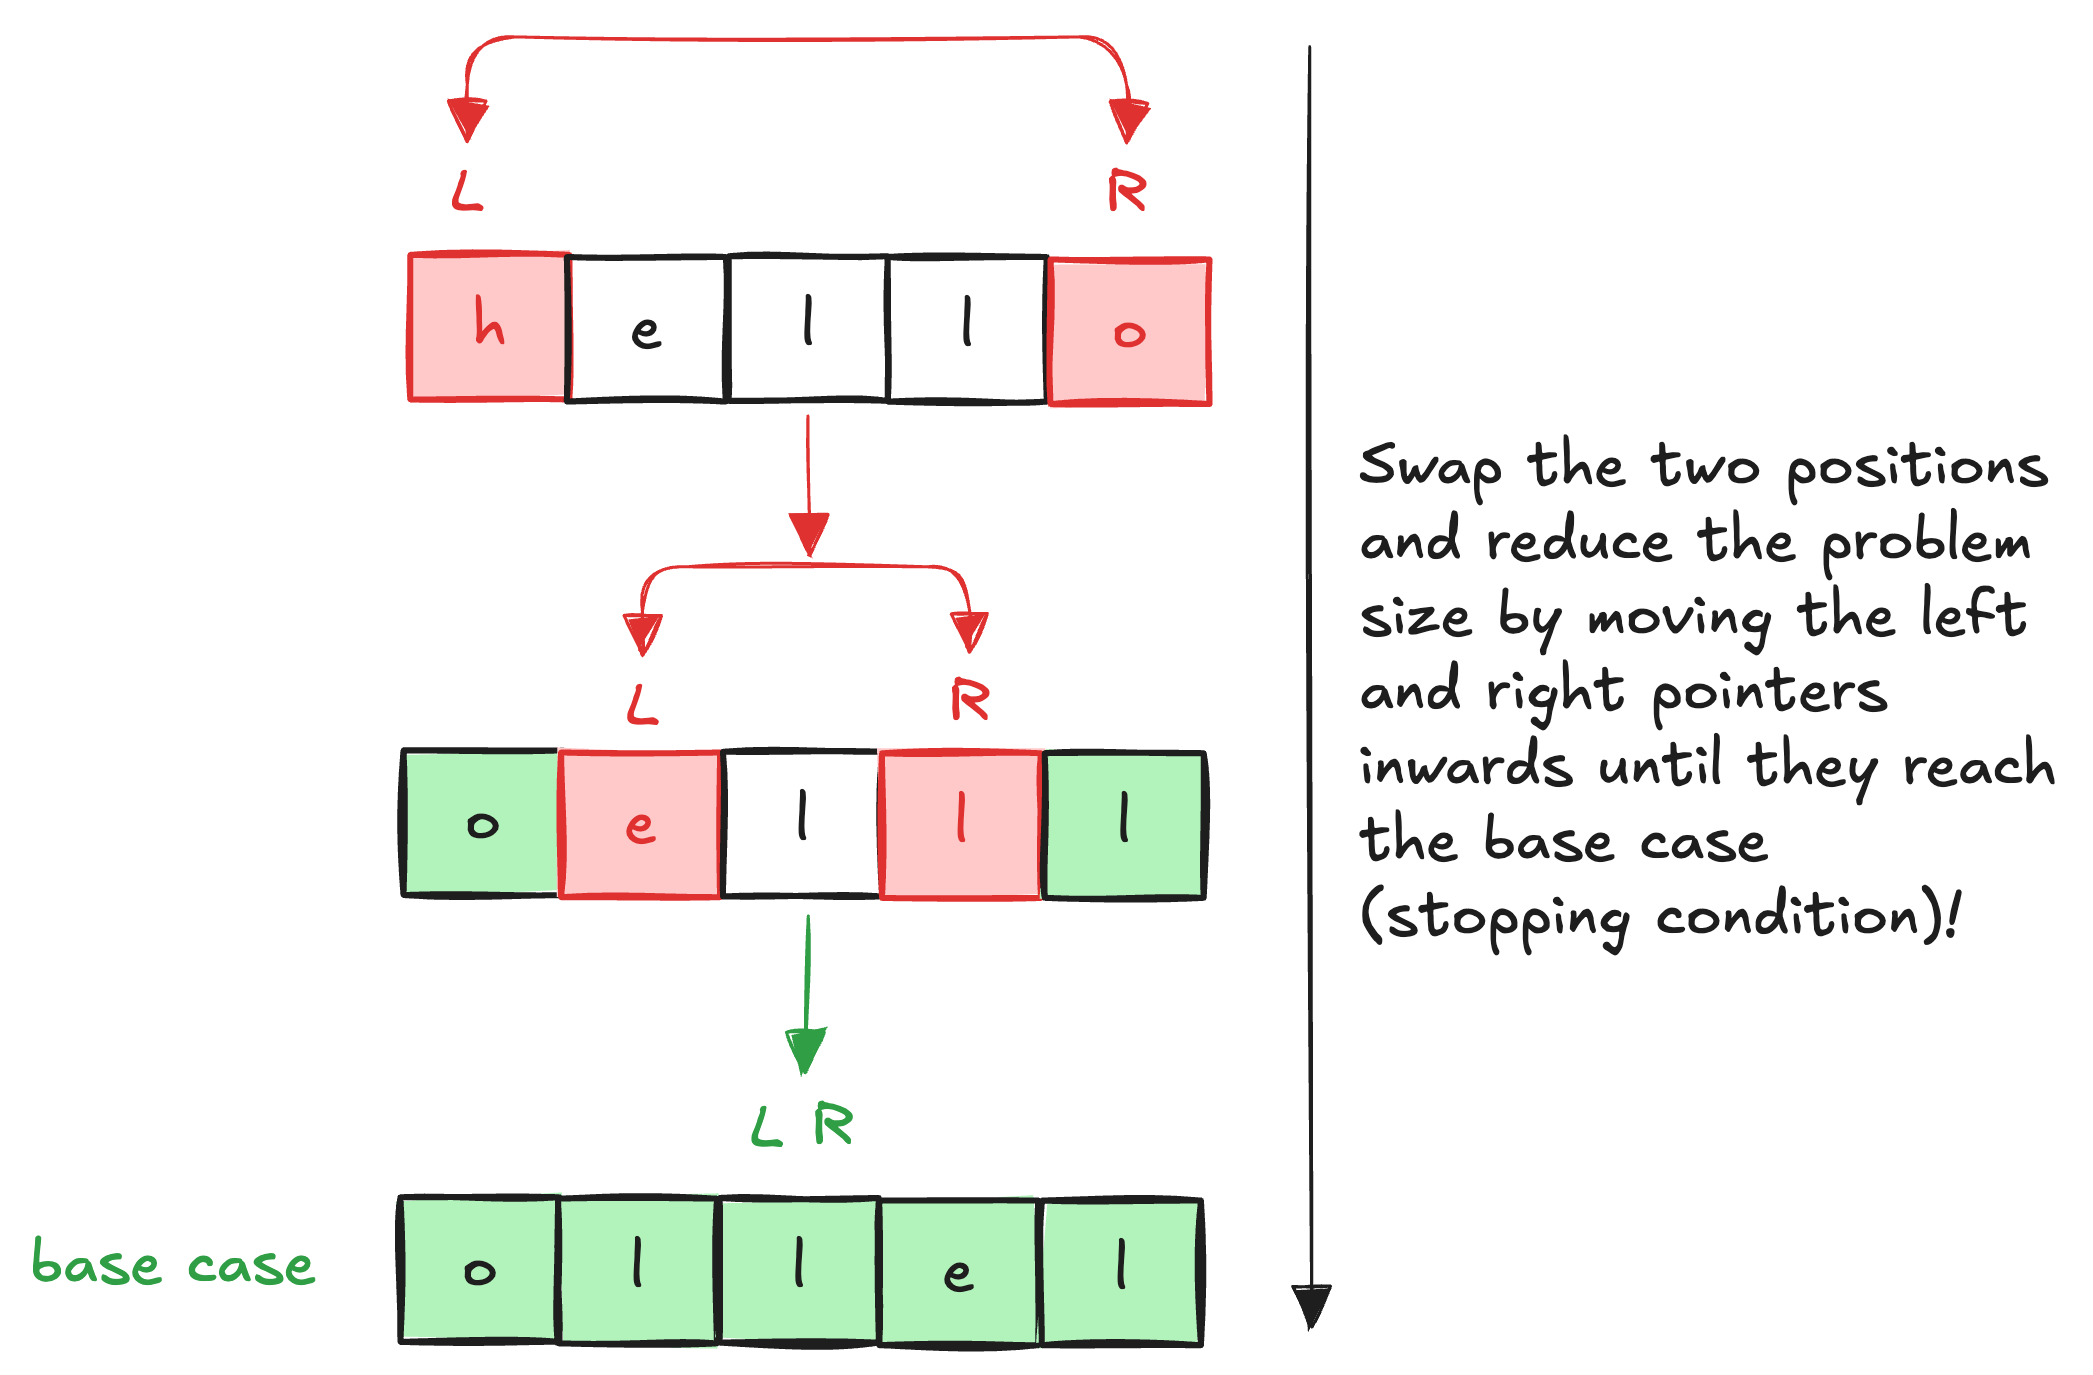 L R
h e l l o
L R
o e l l l
L R
base case
o l l e l
Swap the two positions
and reduce the problem
size by moving the left
and right pointers
inwards until they reach
the base case
(stopping condition)!